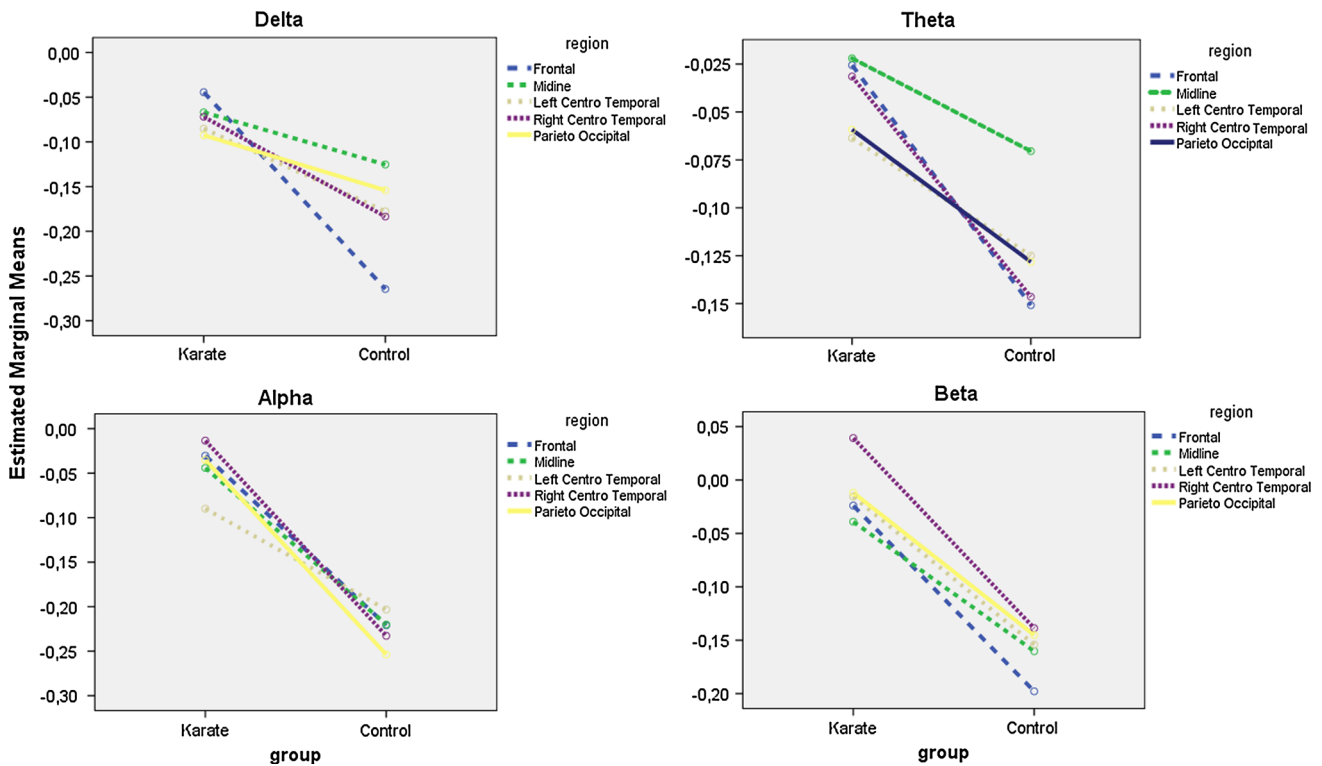 Delta
0,00
-0,05
-0,10
-0,15
-0,20
-0,25
-0,30
Karate
Control
region
Frontal
Midine
Left Centro Temporal
Right Centro Temporal
Parieto Occipital
Theta
-0,025
-0,05
-0,075
-0,10
-0,125
-0,15
Karate
Control
region
Frontal
Midline
Left Centro Temporal
Right Centro Temporal
Parieto Occipital
Estimated Marginal Means
Alpha
0,00
-0,05
-0,10
-0,15
-0,20
-0,25
-0,30
Karate
Control
group
region
Frontal
Midline
Left Centro Temporal
Right Centro Temporal
Parieto Occipital
Beta
0,05
0,00
-0,05
-0,10
-0,15
-0,20
Karate
Control
group
region
Frontal
Midline
Left Centro Temporal
Right Centro Temporal
Parieto Occipital